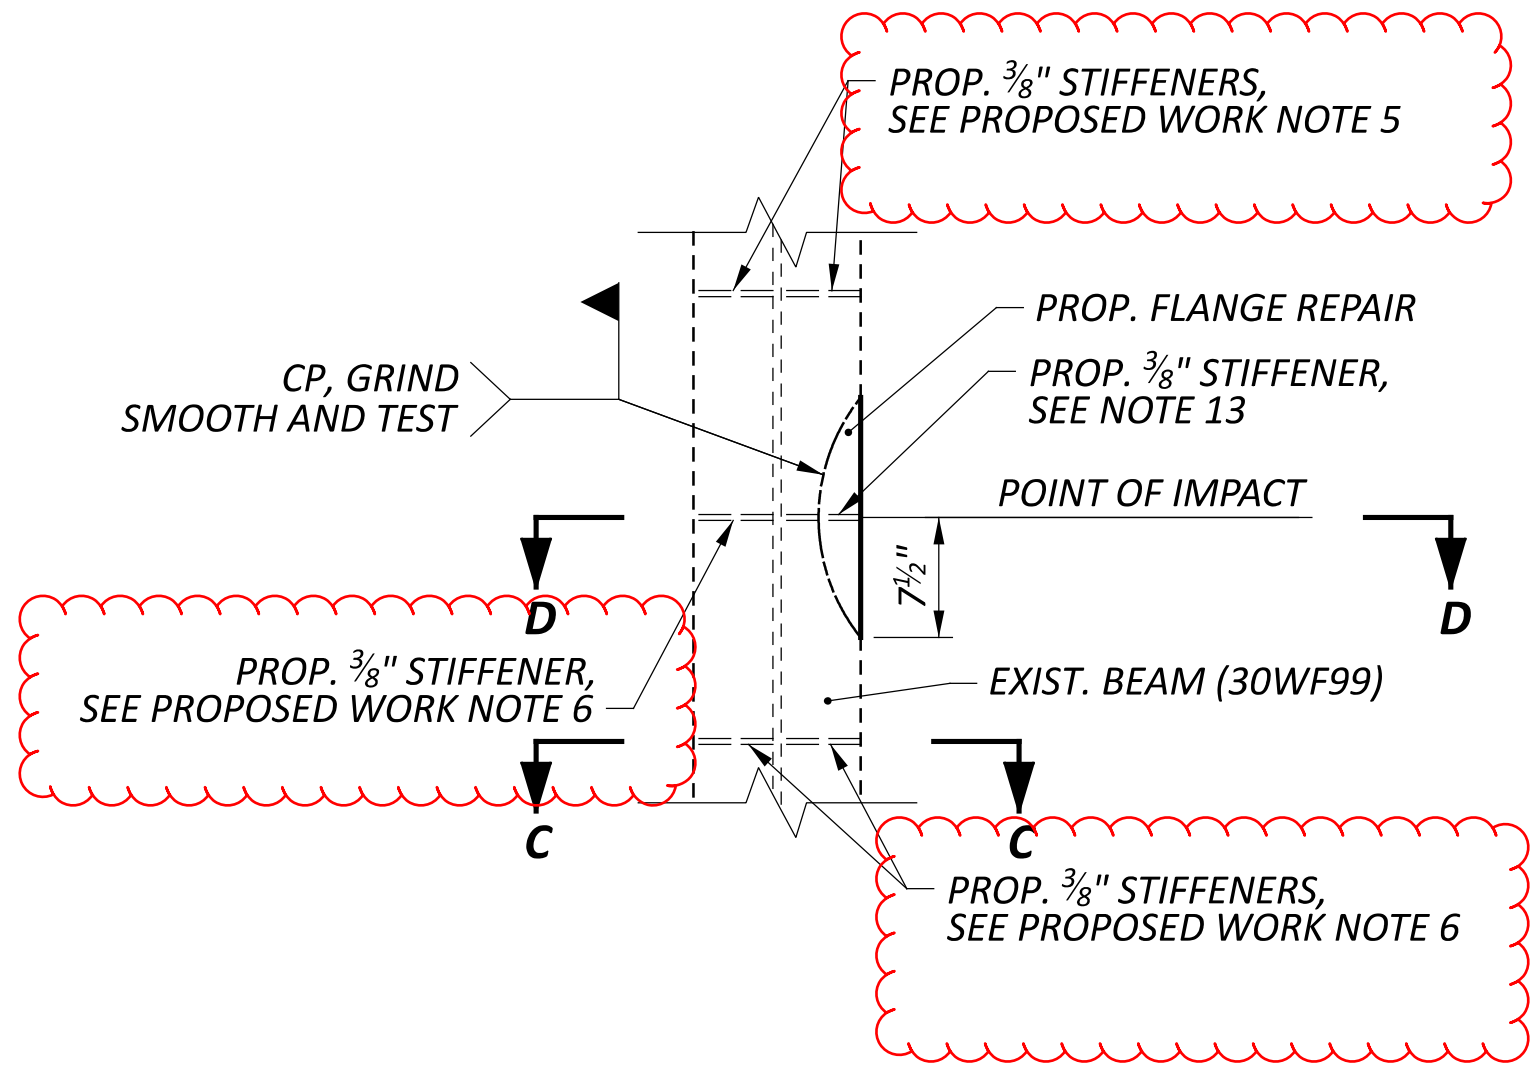 PROP. 3/8" STIFFENERS,
SEE PROPOSED WORK NOTE 5
PROP. FLANGE REPAIR
CP, GRIND
SMOOTH AND TEST
PROP. 3/8" STIFFENER,
SEE NOTE 13
POINT OF IMPACT
7 1/2"
D
D
PROP. 3/8" STIFFENER,
SEE PROPOSED WORK NOTE 6
EXIST. BEAM (30WF99)
C
C
PROP. 3/8" STIFFENERS,
SEE PROPOSED WORK NOTE 6